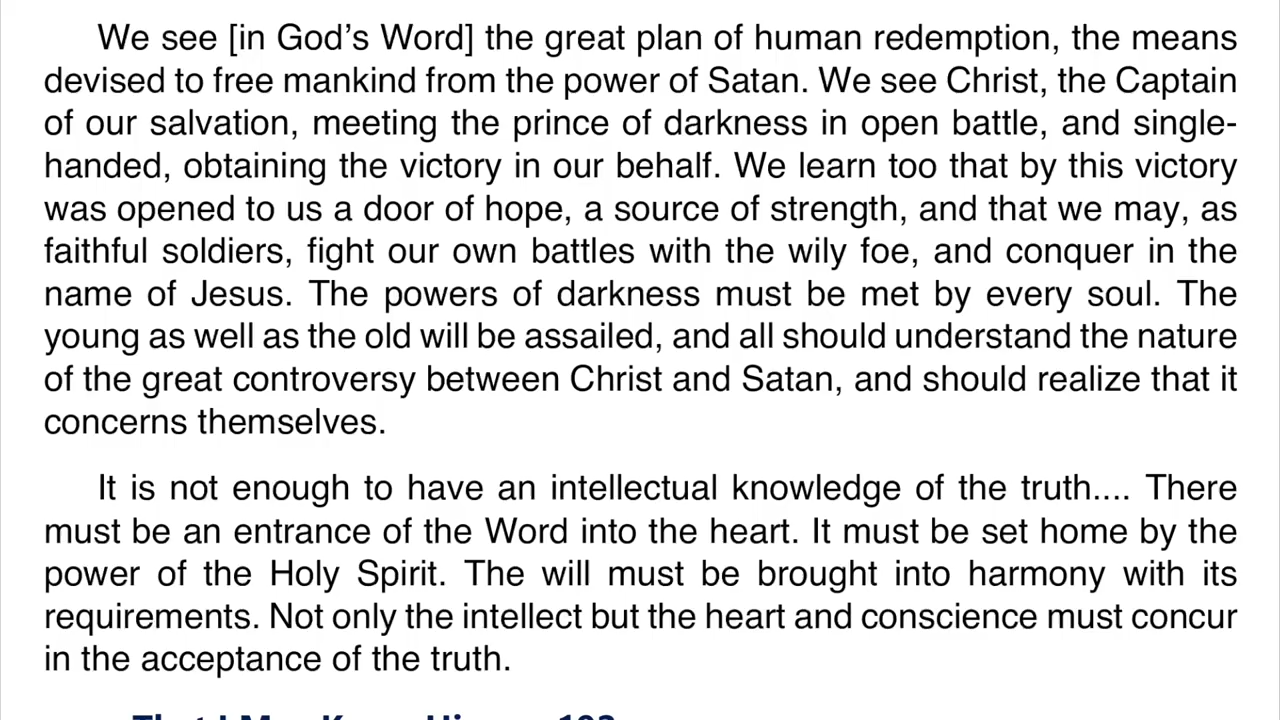 We see [in God’s Word] the great plan of human redemption, the means
devised to free mankind from the power of Satan. We see Christ, the Captain
of our salvation, meeting the prince of darkness in open battle, and single-
handed, obtaining the victory in our behalf. We learn too that by this victory
was opened to us a door of hope, a source of strength, and that we may, as
faithful soldiers, fight our own battles with the wily foe, and conquer in the
name of Jesus. The powers of darkness must be met by every soul. The
young as well as the old will be assailed, and all should understand the nature
of the great controversy between Christ and Satan, and should realize that it
concerns themselves.
It is not enough to have an intellectual knowledge of the truth.... There
must be an entrance of the Word into the heart. It must be set home by the
power of the Holy Spirit. The will must be brought into harmony with its
requirements. Not only the intellect but the heart and conscience must concur
in the acceptance of the truth.